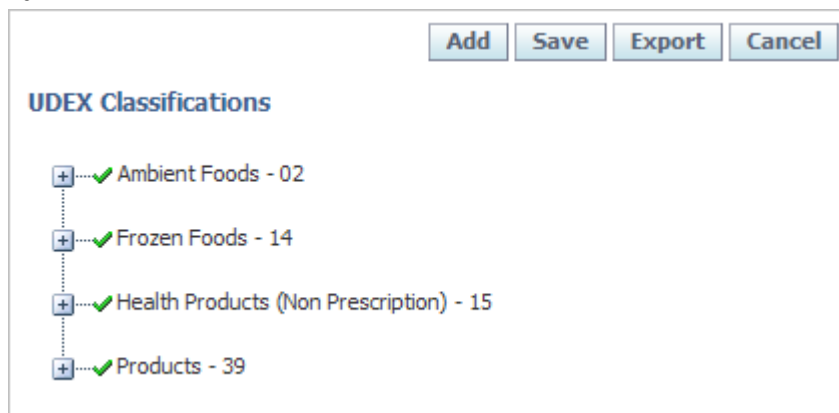 Add Save Export Cancel
UDEX Classifications
Ambient Foods - 02
Frozen Foods - 14
Health Products (Non Prescription) - 15
Products - 39